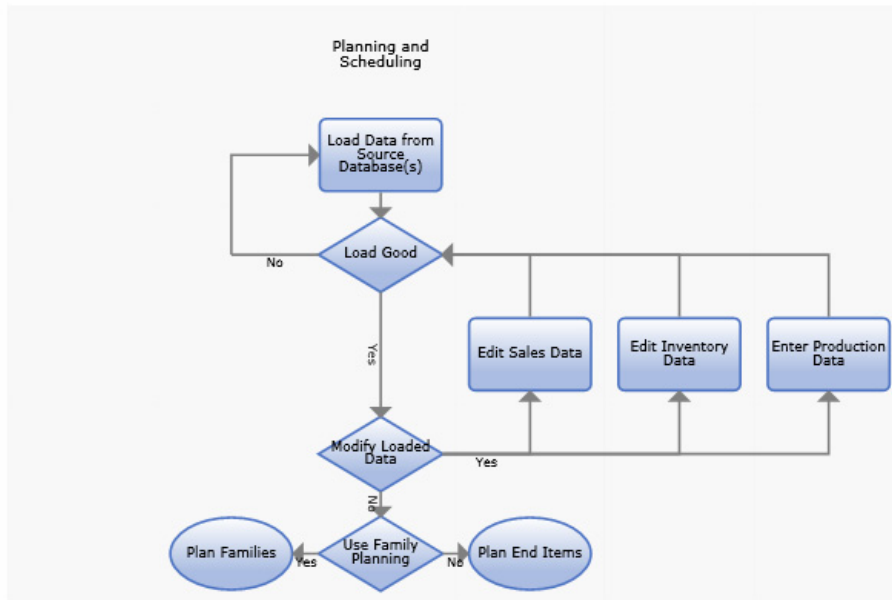 Planning and
Scheduling
Load Data from
Source
Database(s)
Load Good
No
Yes
Edit Sales Data
Edit Inventory
Data
Enter Production
Data
Modify Loaded
Data
Yes
No
Plan Families
Yes
Use Family
Planning
No
Plan End Items